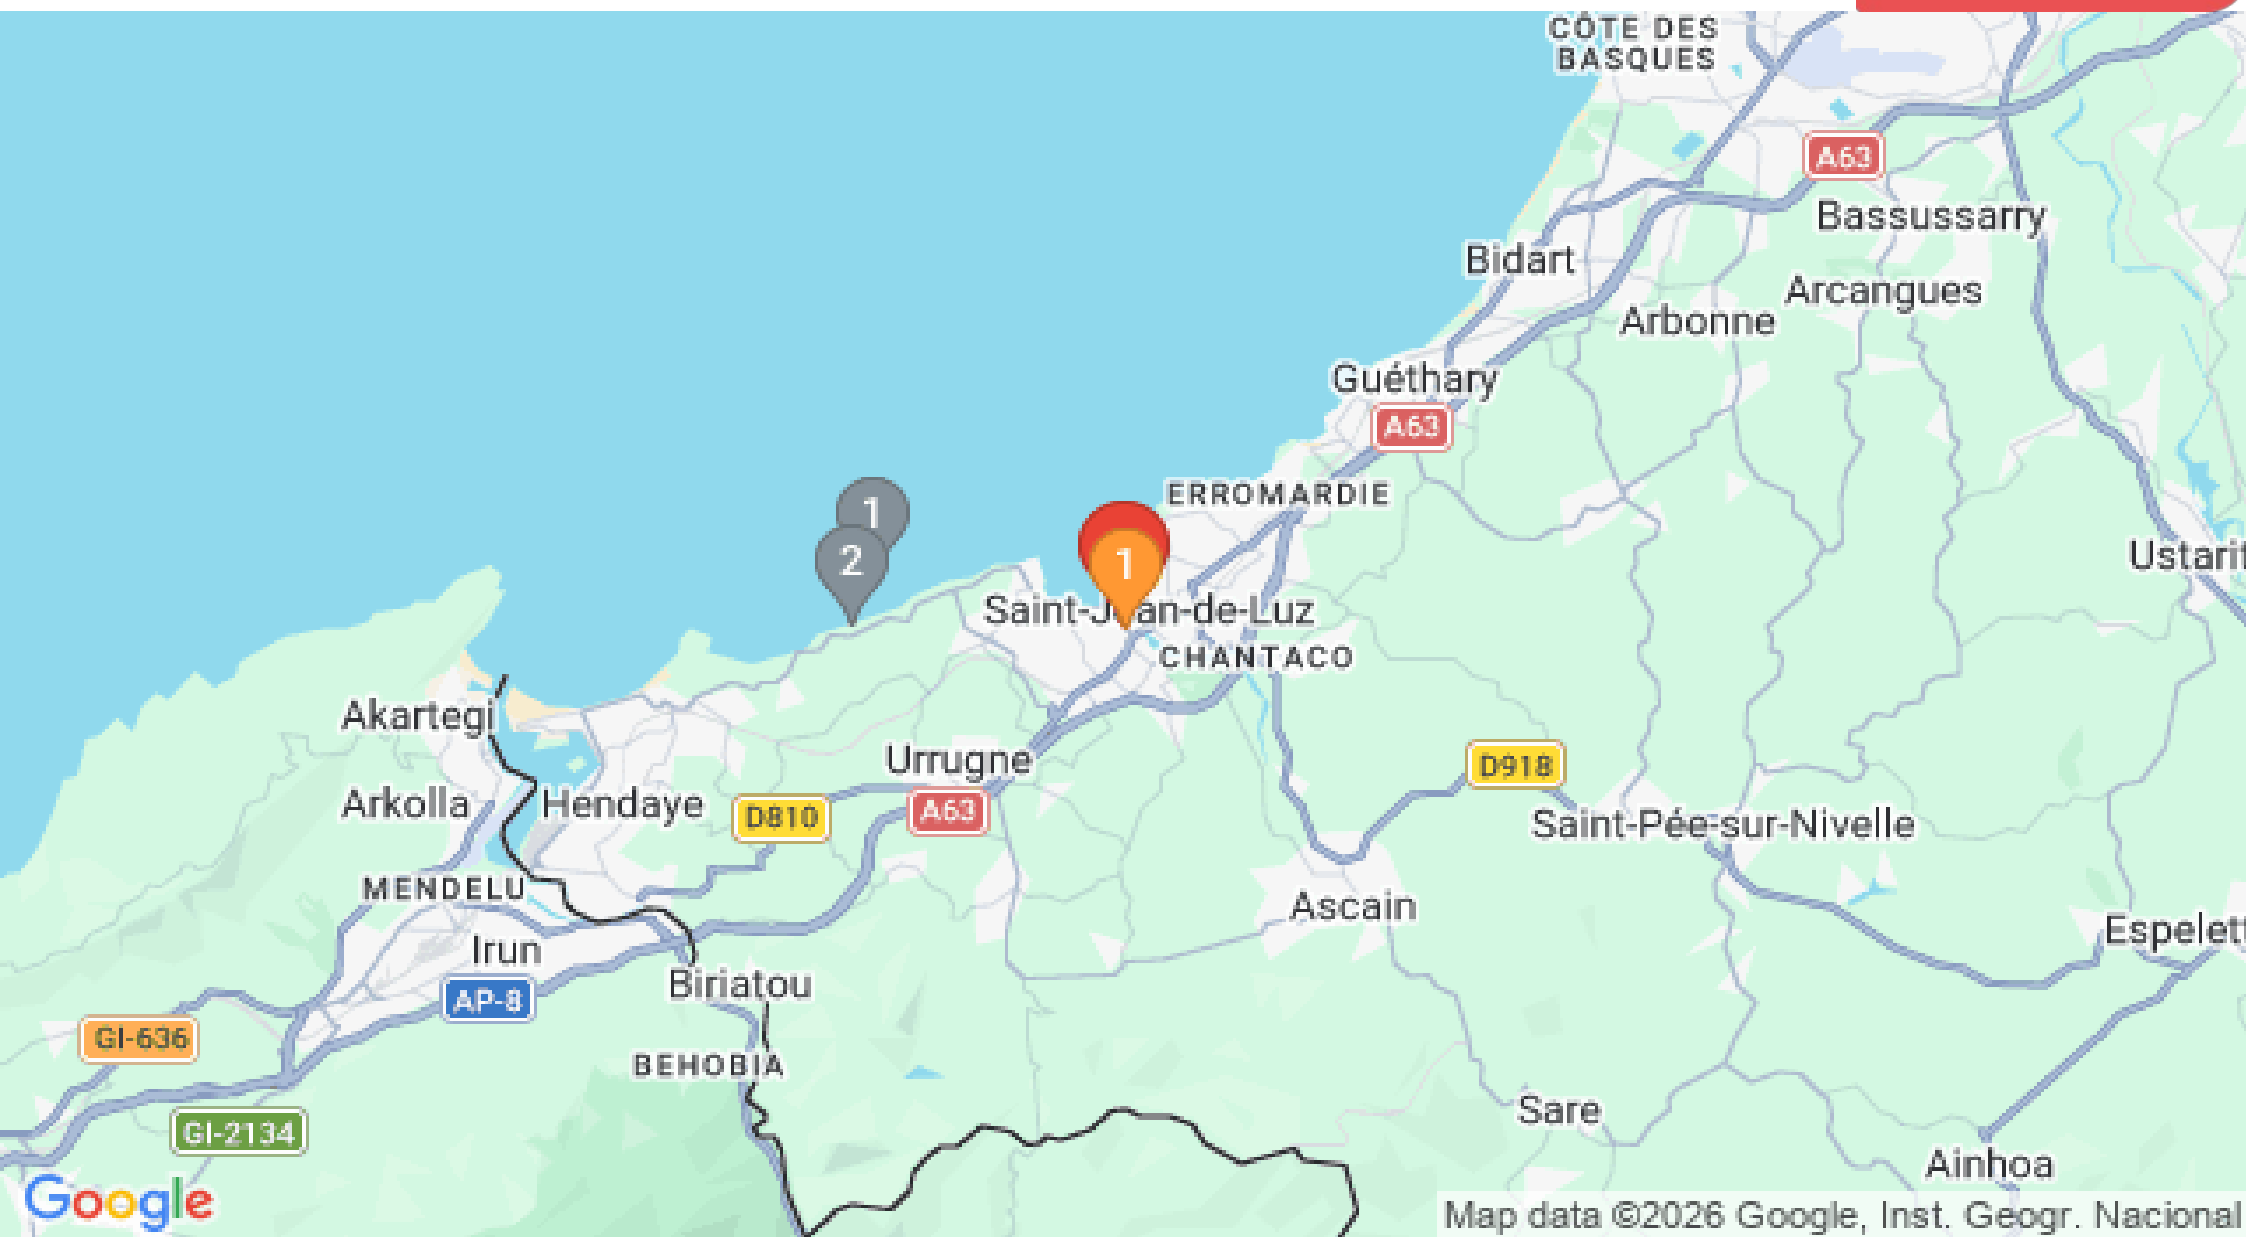 CÔTE DES
BASQUES
A63
Bassussarry
Bidart
Arcangues
Arbonne
Guéthary
A63
ERROMARDIE
1
2
1
Ustarit
Saint-Jean-de-Luz
CHANTACO
Akartegi
Urrugne
D918
Arkolla
Hendaye
D810
A63
Saint-Pée-sur-Nivelle
MENDELU
Ascain
Irun
Espelett
Biriatou
AP-8
GI-636
BEHOBIA
Sare
GI-2134
Ainhoa
Google
Map data ©2026 Google, Inst. Geogr. Nacional